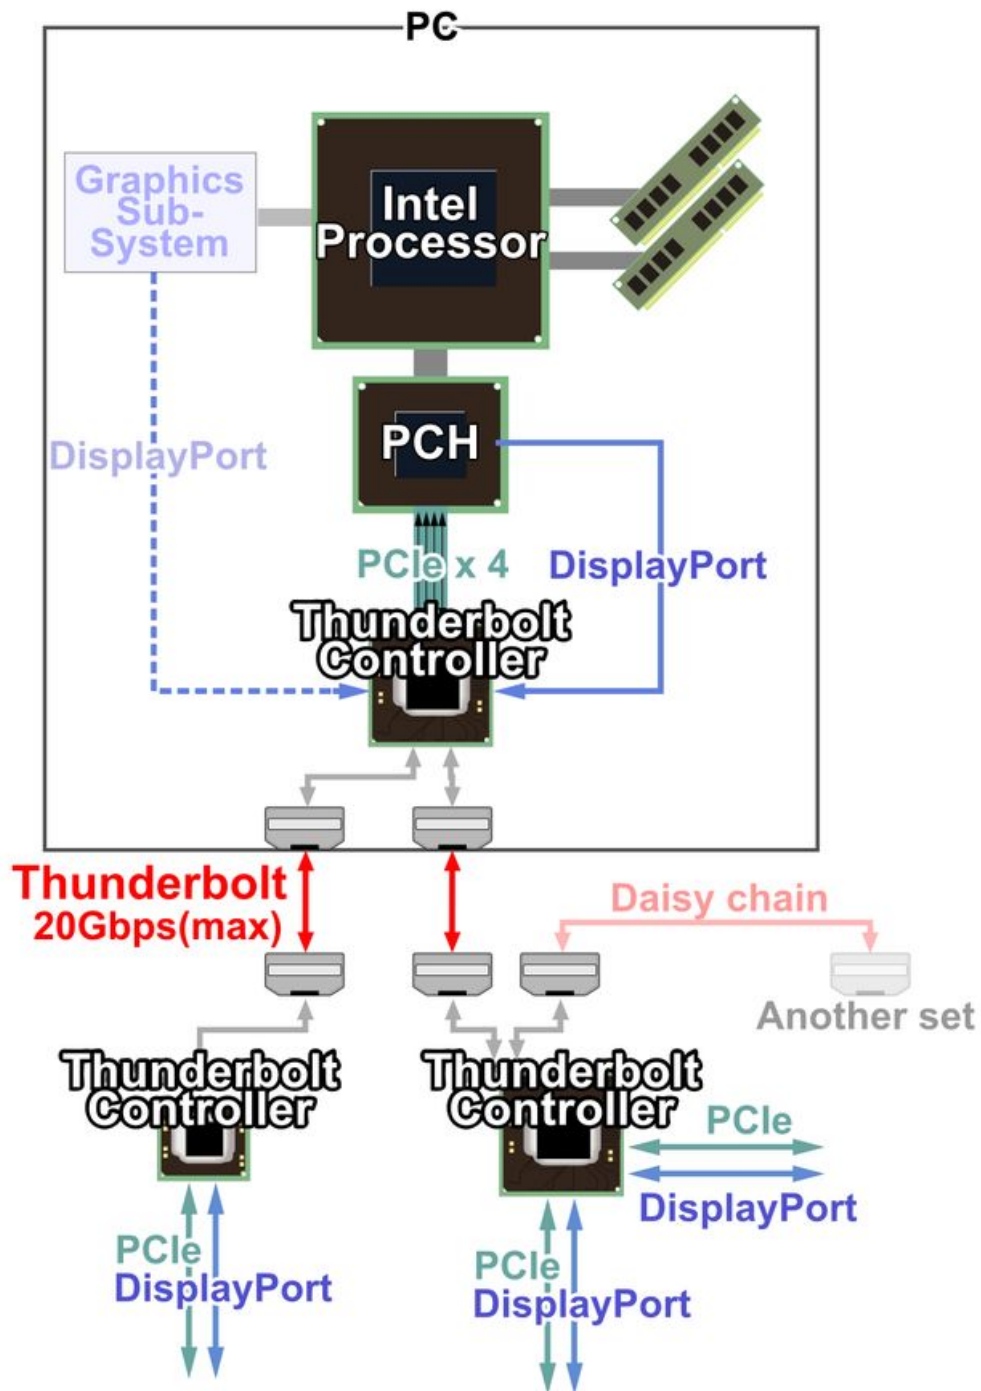 PC
Graphics
Sub-
System
Intel
Processor
DisplayPort
PCH
PCIe x 4
DisplayPort
Thunderbolt
Controller
Thunderbolt
20Gbps(max)
Daisy chain
Another set
Thunderbolt
Controller
Thunderbolt
Controller
PCIe
DisplayPort
PCIe
DisplayPort
PCIe
DisplayPort